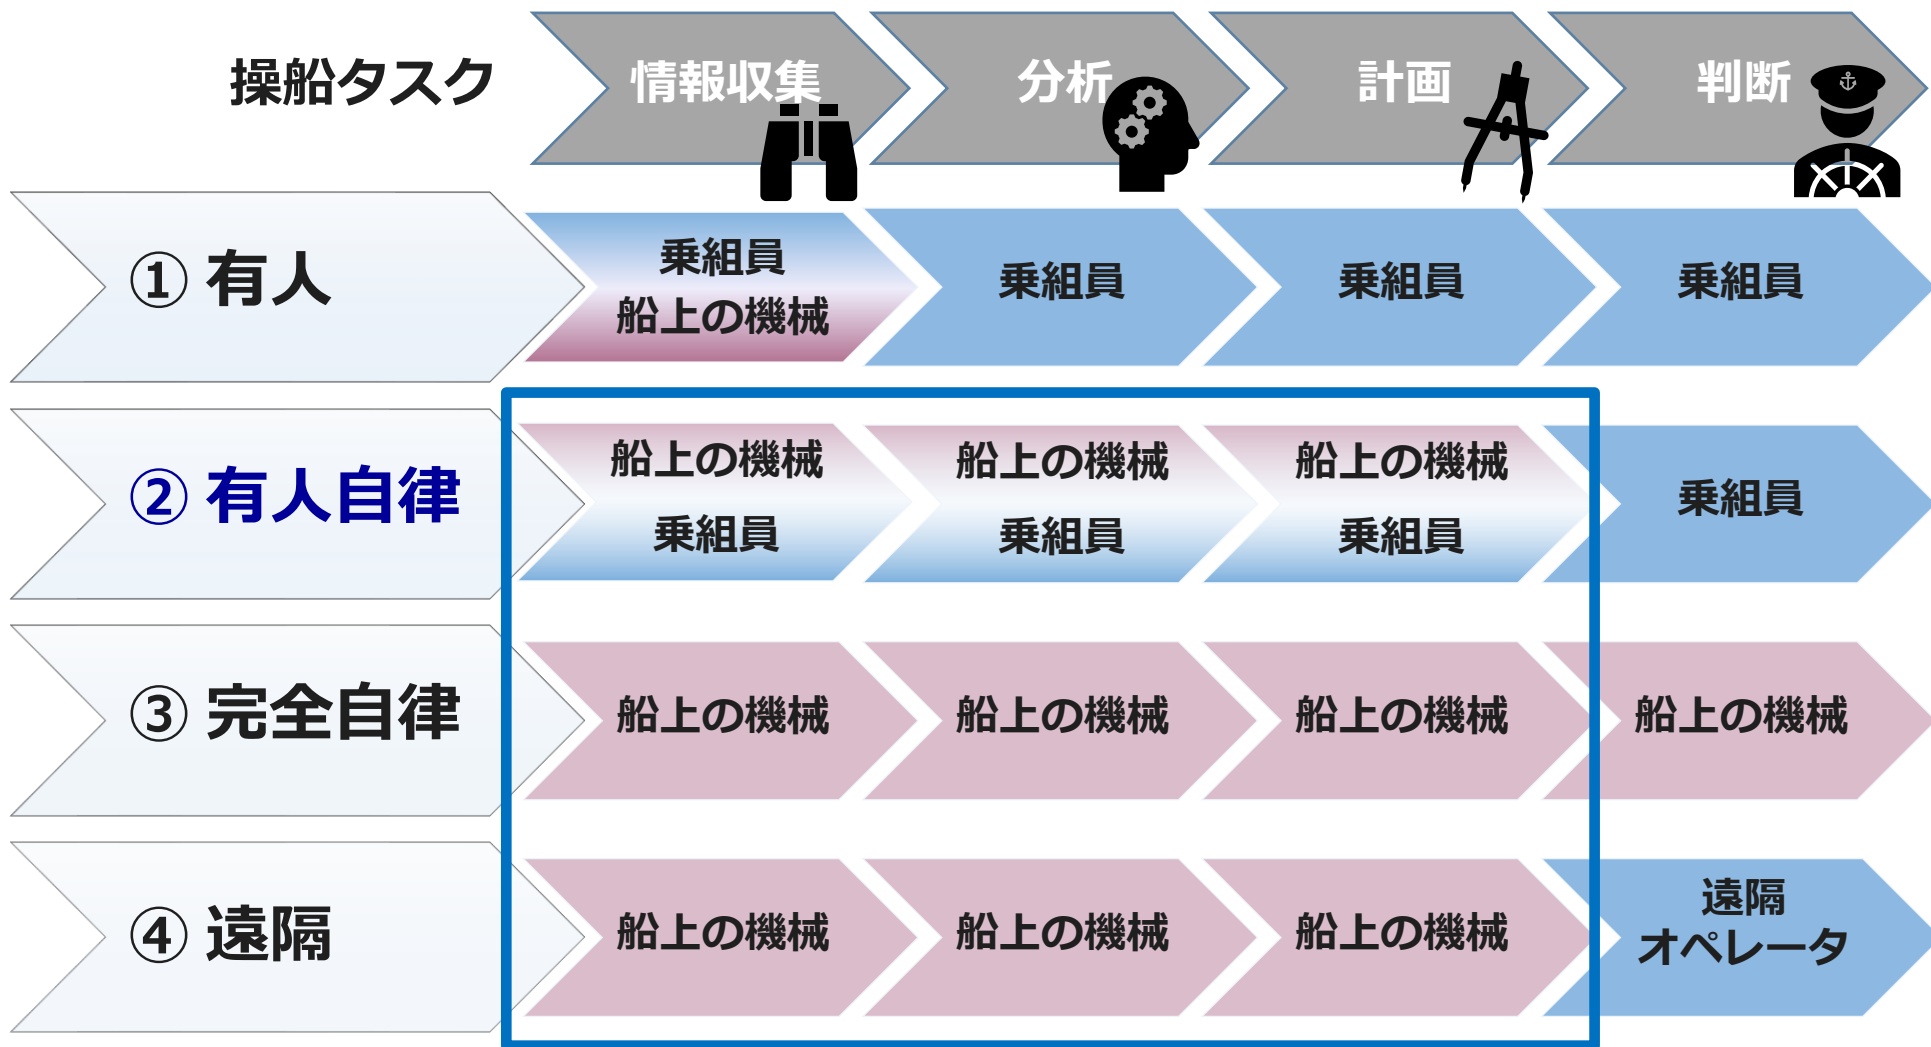 操船タスク
情報収集
分析
計画
判断
① 有人
乗組員
船上の機械
乗組員
乗組員
乗組員
② 有人自律
船上の機械
乗組員
船上の機械
乗組員
船上の機械
乗組員
乗組員
③ 完全自律
船上の機械
船上の機械
船上の機械
船上の機械
④ 遠隔
船上の機械
船上の機械
船上の機械
遠隔
オペレータ